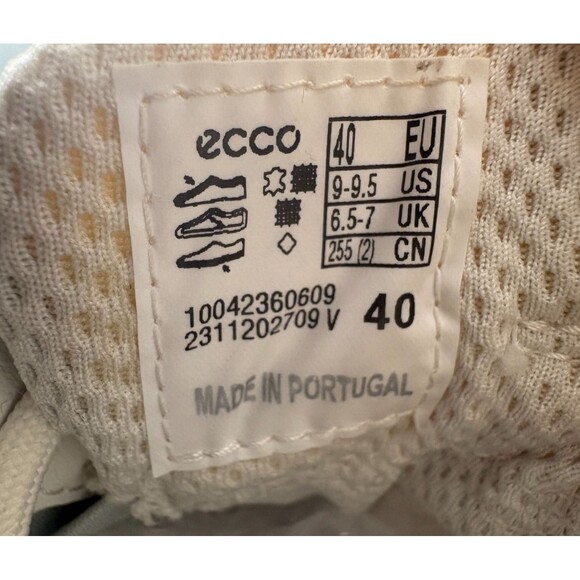 ecco
40 EU
9-9.5 US
6.5-7 UK
255 (2) CN
10042360609
2311202709 V
40
MADE IN PORTUGAL